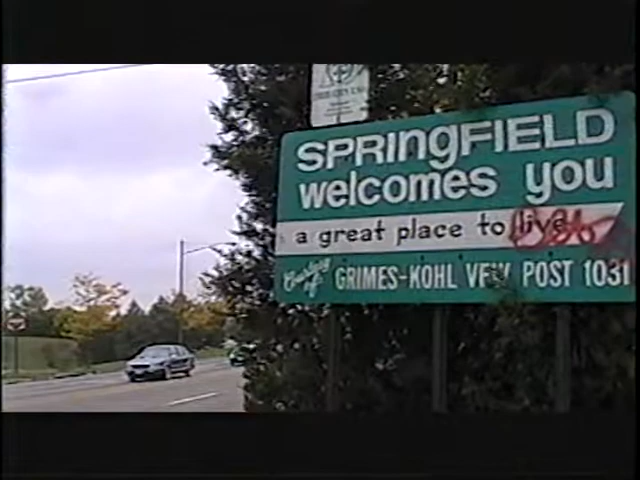 SPRINGFIELD
welcomes you
a great place to live
Courtesy of GRIMES-KOHL VFW POST 1031